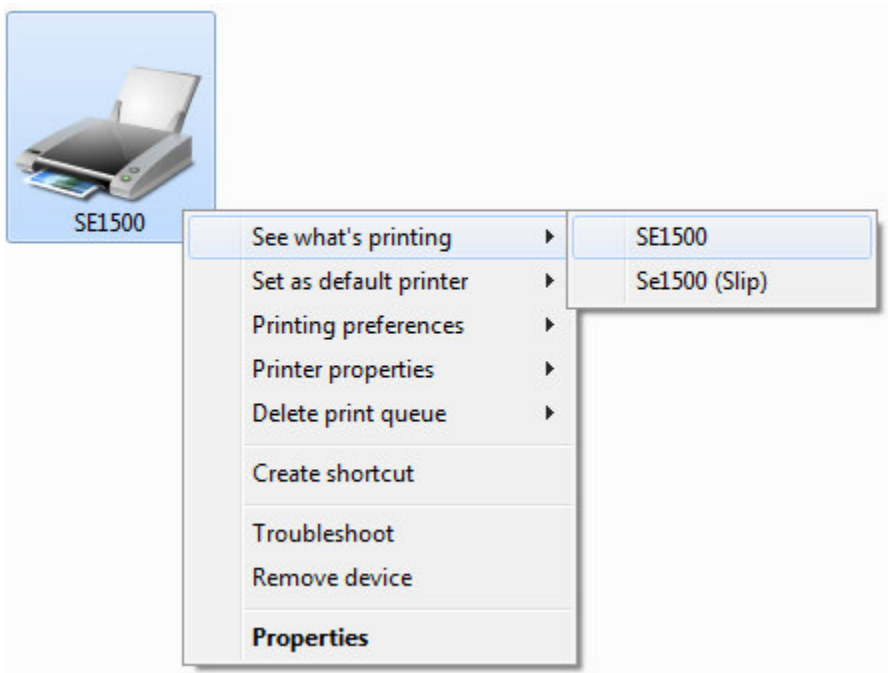 SE1500
See what's printing
SE1500
Se1500 (Slip)
Set as default printer
Printing preferences
Printer properties
Delete print queue
Create shortcut
Troubleshoot
Remove device
Properties